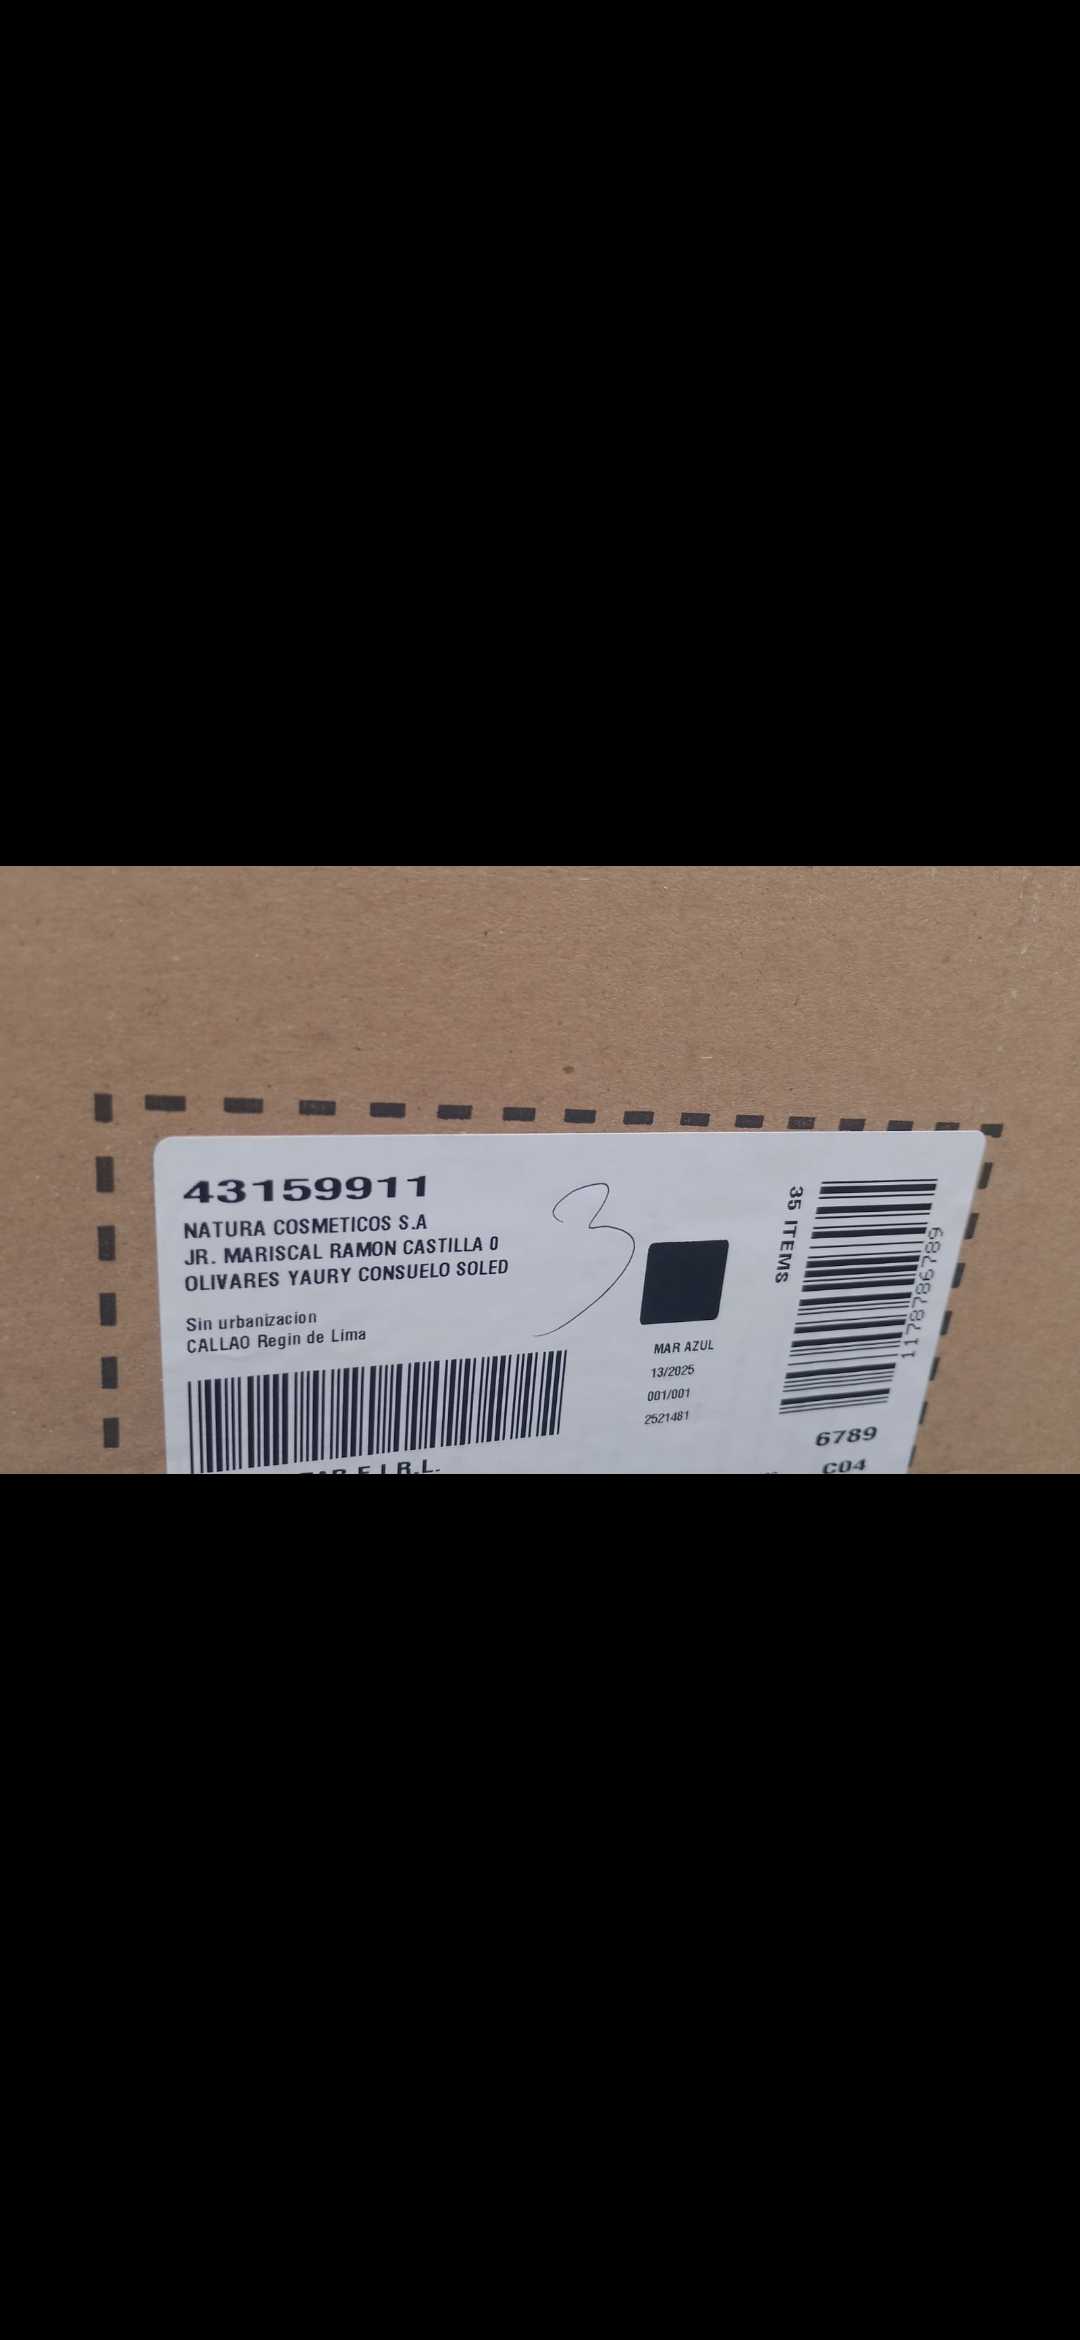 43159911
NATURA COSMETICOS S.A
JR. MARISCAL RAMON CASTILLA 0
OLIVARES YAURY CONSUELO SOLED
Sin urbanizacion
CALLAO Regin de Lima
E.I.R.L.
3
MAR AZUL
13/2025
001/001
2521481
35 ITEMS
1178786789
6789
C04